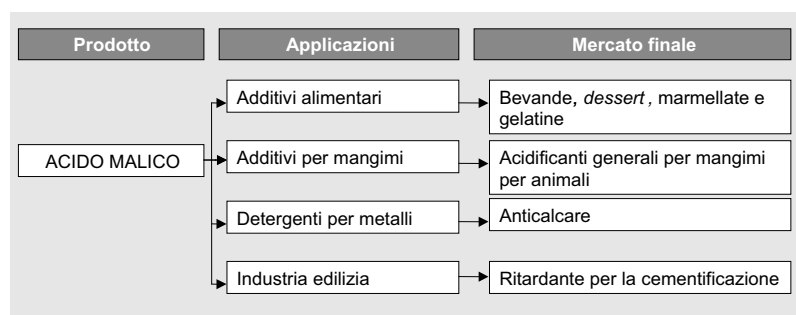 Prodotto
Applicazioni
Mercato finale
ACIDO MALICO
Additivi alimentari
Bevande, dessert, marmellate e
gelatine
Additivi per mangimi
Acidificanti generali per mangimi
per animali
Detergenti per metalli
Anticalcare
Industria edilizia
Ritardante per la cementificazione